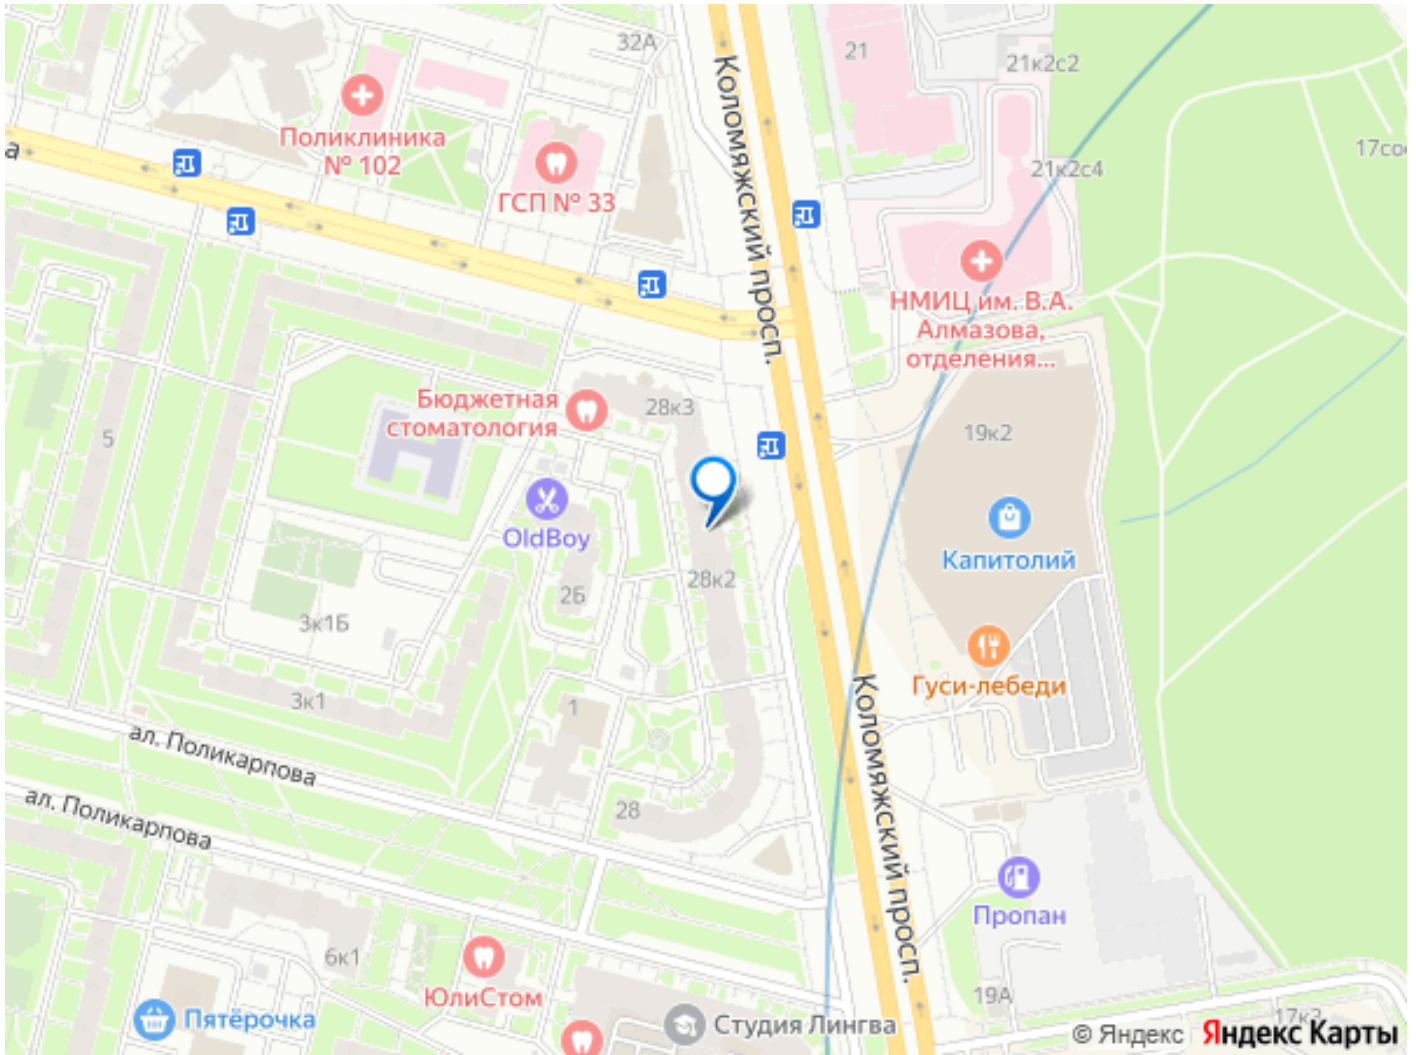 32А
21
21к2с2
Коломяжский просп.
Поликлиника
№ 102
а
ГСП № 33
17соо
21к2с4
НМИЦ им. В.А.
Алмазова,
отделения...
Бюджетная
стоматология
28к3
5
19к2
OldBoy
Капитолий
28к2
2Б
3к1Б
Гуси-лебеди
3к1
1
Коломяжский просп.
ал. Поликарпова
ал. Поликарпова
28
Пропан
6к1
ЮлиСтом
19А
Пятёрочка
Студия Лингва
17к3
© Яндекс Яндекс Карты